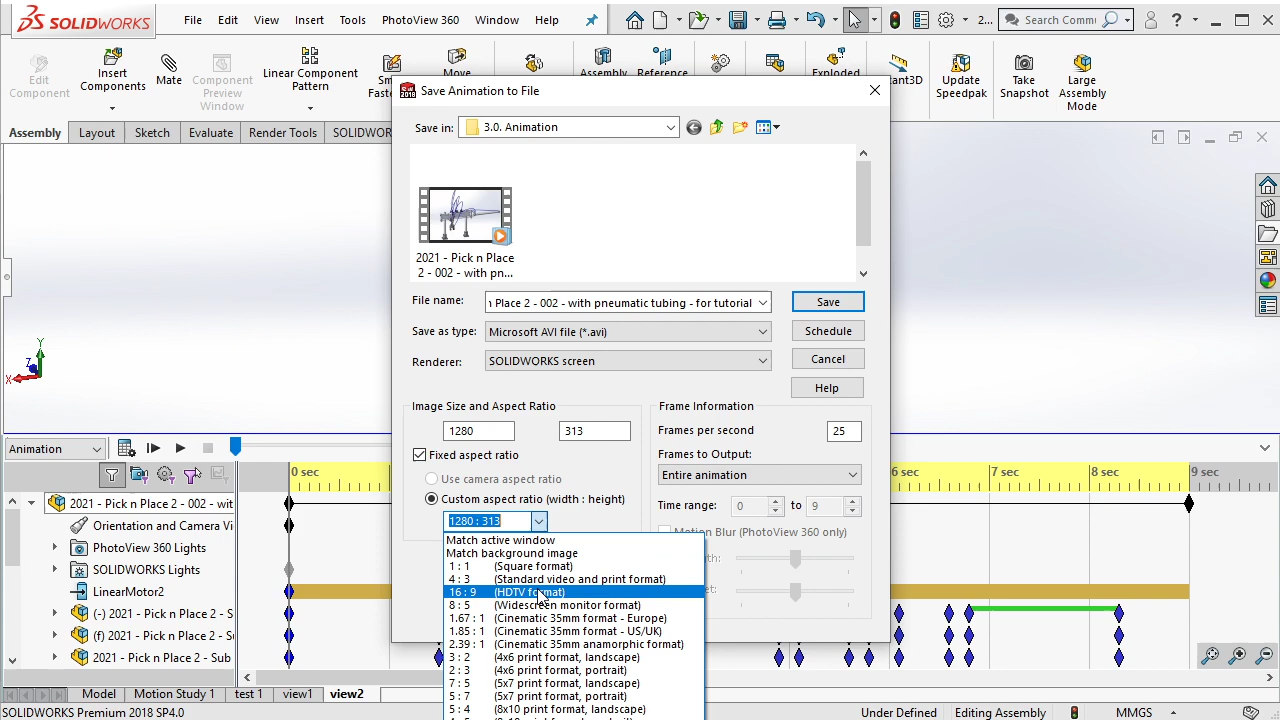 SOLIDWORKS
File Edit View Insert Tools PhotoView 360 Window Help
2...
Search Commu
Edit Component
Insert Components
Mate
Component Preview Window
Linear Component Pattern
Move
Assembly
Reference
Exploded
Update Speedpak
Take Snapshot
Large Assembly Mode
Assembly Layout Sketch Evaluate Render Tools SOLIDWOR
SW 2018
Save Animation to File
Save in: 3.0. Animation
2021 - Pick n Place
2 - 002 - with pn...
File name: Place 2 - 002 - with pneumatic tubing - for tutorial
Save
Save as type: Microsoft AVI file (*.avi)
Schedule
Renderer: SOLIDWORKS screen
Cancel
Help
Image Size and Aspect Ratio
1280 313
Fixed aspect ratio
Use camera aspect ratio
Custom aspect ratio (width : height)
1280 : 313
Match active window
Match background image
1 : 1 (Square format)
4 : 3 (Standard video and print format)
16 : 9 (HDTV format)
8 : 5 (Widescreen monitor format)
1.67 : 1 (Cinematic 35mm format - Europe)
1.85 : 1 (Cinematic 35mm format - US/UK)
2.39 : 1 (Cinematic 35mm anamorphic format)
3 : 2 (4x6 print format, landscape)
2 : 3 (4x6 print format, portrait)
7 : 5 (5x7 print format, landscape)
5 : 7 (5x7 print format, portrait)
5 : 4 (8x10 print format, landscape)
Frame Information
Frames per second 25
Frames to Output:
Entire animation
Time range: 0 to 9
Motion Blur (PhotoView 360 only)
Y
Z
X
Animation
0 sec
6 sec
7 sec
8 sec
9 sec
2021 - Pick n Place 2 - 002 - wit
Orientation and Camera Vi
PhotoView 360 Lights
SOLIDWORKS Lights
LinearMotor2
(-) 2021 - Pick n Place 2 - S
(f) 2021 - Pick n Place 2 - Su
2021 - Pick n Place 2 - Sub
Model Motion Study 1 test 1 view1 view2
SOLIDWORKS Premium 2018 SP4.0
Under Defined Editing Assembly MMGS